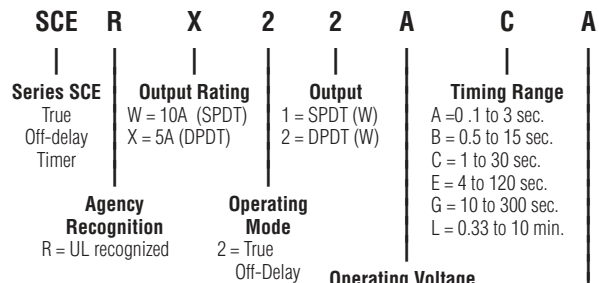 SCE R X 2 2 A C A
Series SCE
True
Off-delay
Timer
Output Rating
W = 10A (SPDT)
X = 5A (DPDT)
Output
1 = SPDT (W)
2 = DPDT (W)
Timing Range
A =0 .1 to 3 sec.
B = 0.5 to 15 sec.
C = 1 to 30 sec.
E = 4 to 120 sec.
G = 10 to 300 sec.
L = 0.33 to 10 min.
Agency
Recognition
R = UL recognized
Operating
Mode
2 = True
Off-Delay
Operating Voltage